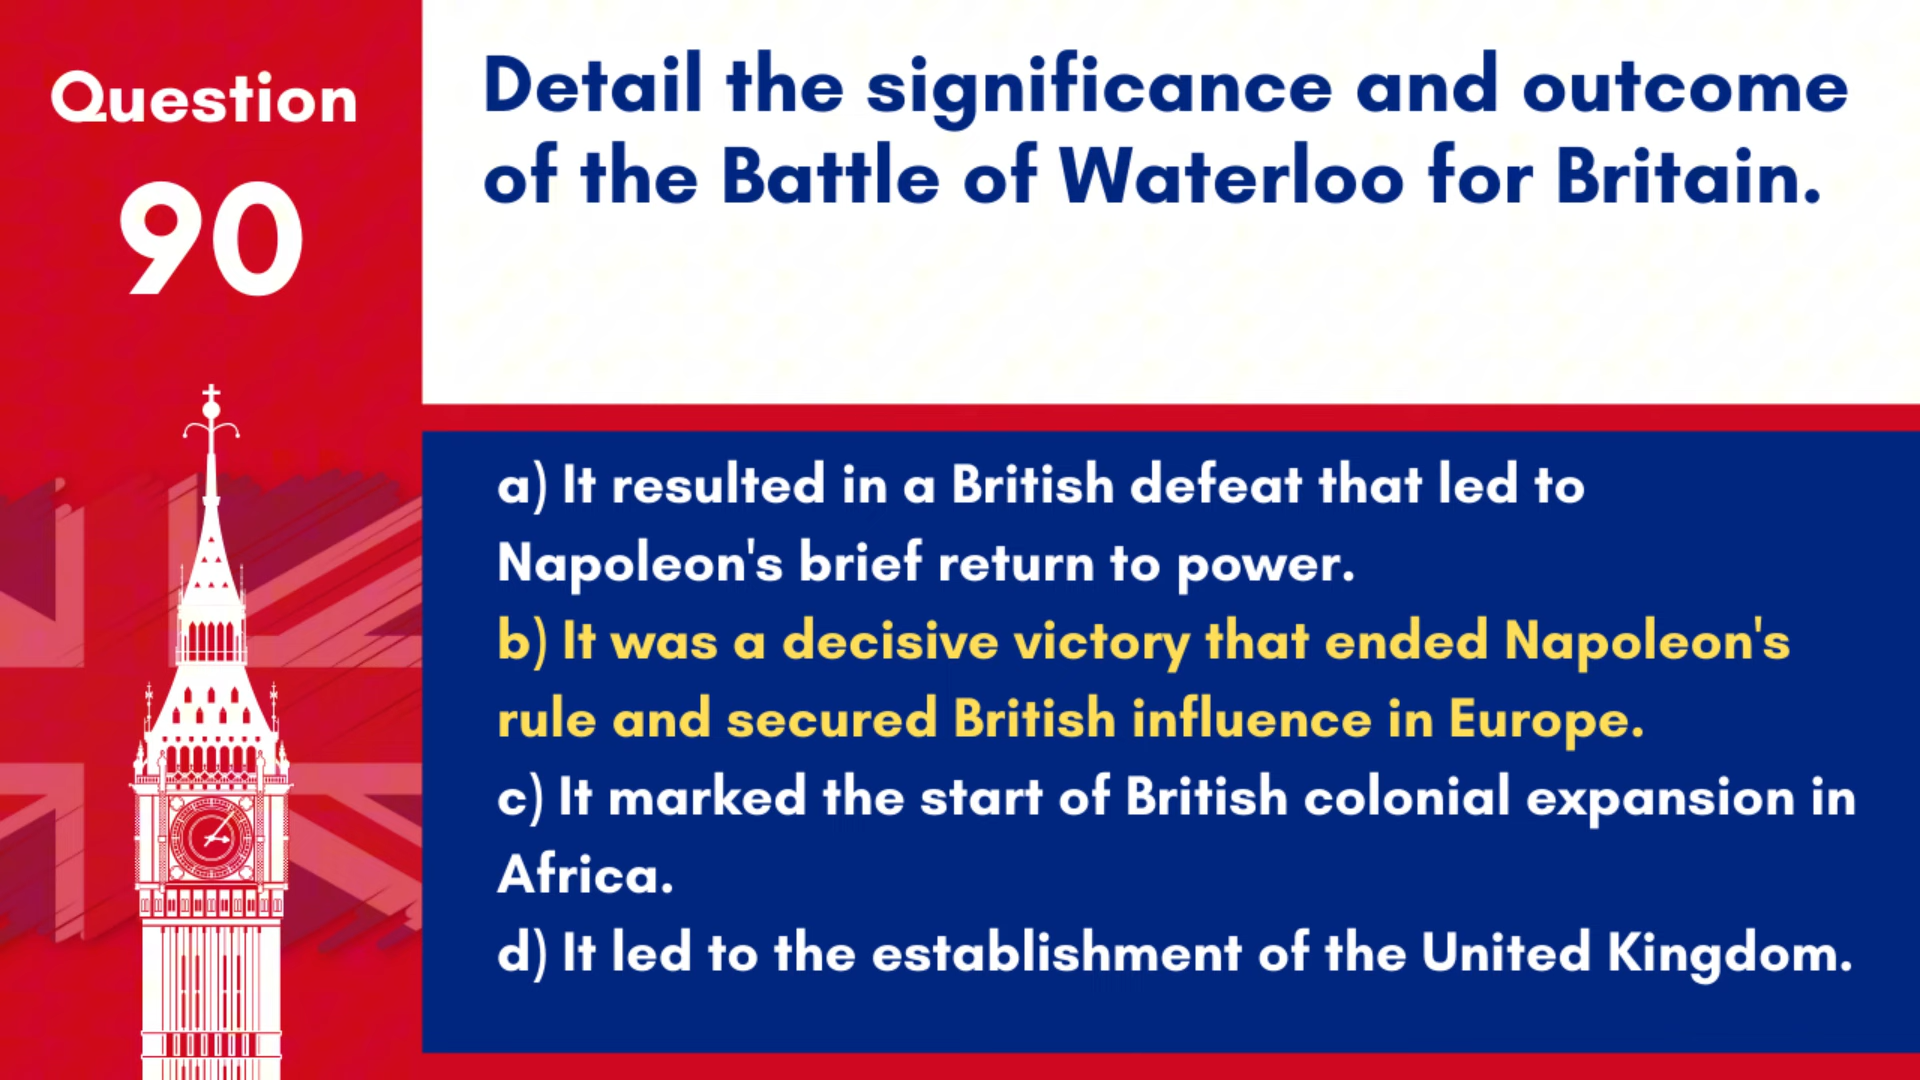 Question
90
Detail the significance and outcome
of the Battle of Waterloo for Britain.
a) It resulted in a British defeat that led to
Napoleon's brief return to power.
b) It was a decisive victory that ended Napoleon's
rule and secured British influence in Europe.
c) It marked the start of British colonial expansion in
Africa.
d) It led to the establishment of the United Kingdom.